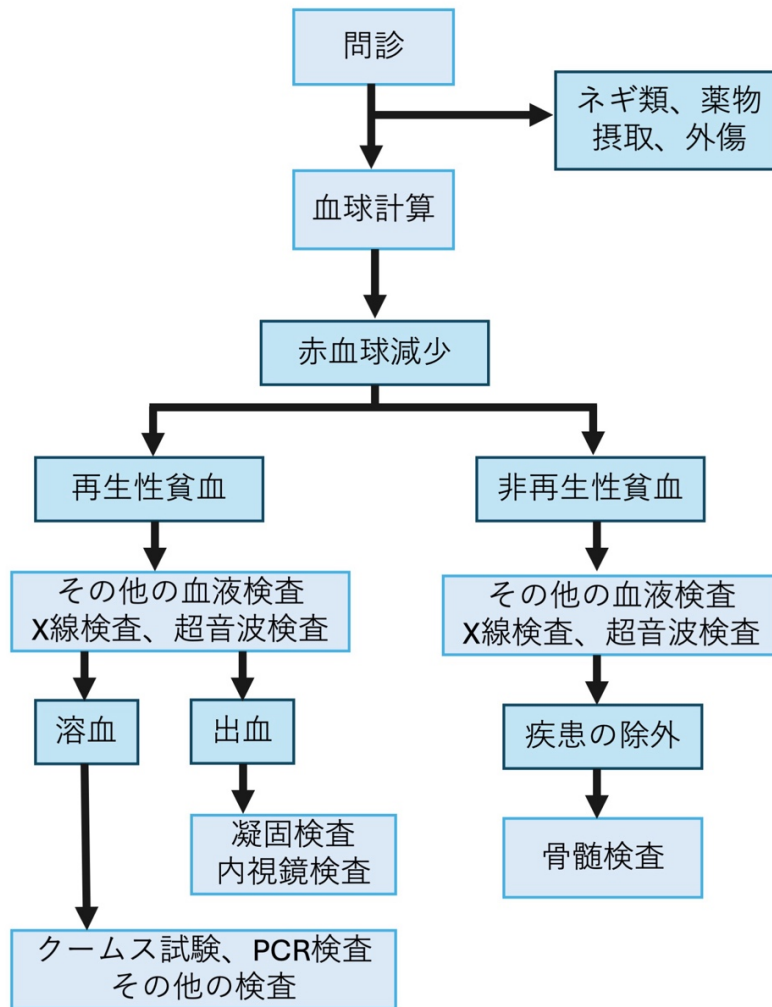 問診
ネギ類、薬物
摂取、外傷
血球計算
赤血球減少
再生性貧血
非再生性貧血
その他の血液検査
X線検査、超音波検査
その他の血液検査
X線検査、超音波検査
溶血
出血
疾患の除外
凝固検査
内視鏡検査
骨髄検査
クームス試験、PCR検査
その他の検査